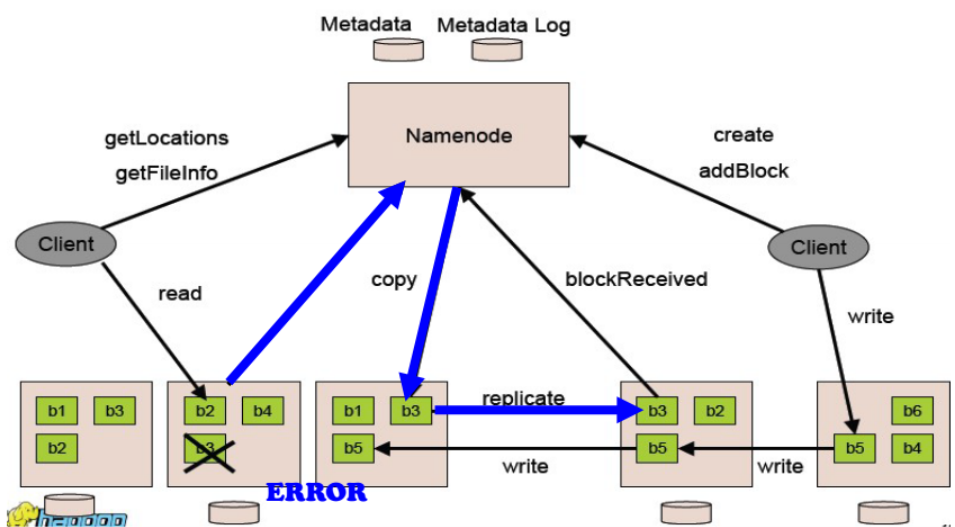 Metadata Metadata Log
Namenode
getLocations
getFileInfo
create
addBlock
Client
Client
copy
blockReceived
read
write
b1 b3
b2
b2 b4
b3
b1 b3
b5
replicate
b3 b2
b5
b6
b5 b4
write
write
ERROR
hadoop